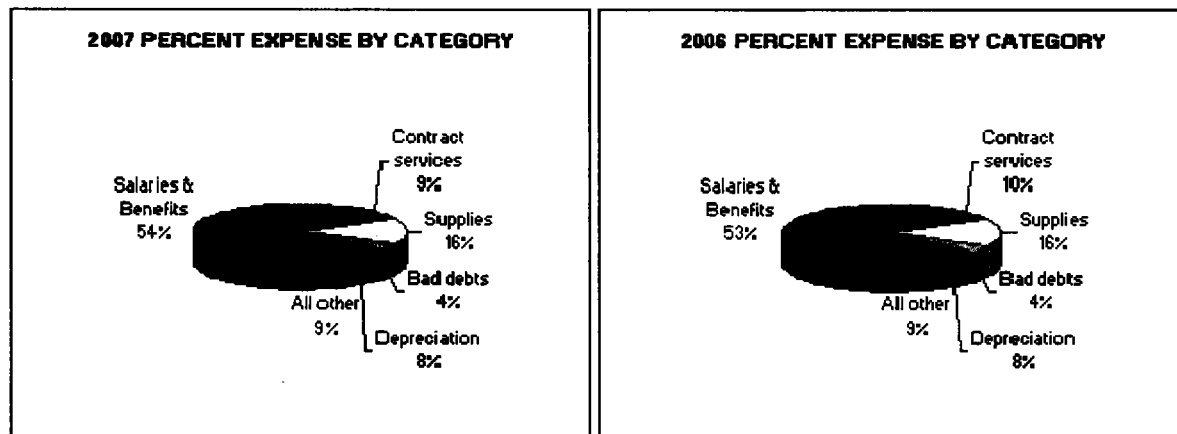 2007 PERCENT EXPENSE BY CATEGORY
Contract
services
9%
Salaries &
Benefits
54%
Supplies
16%
Bad debts
4%
All other
9%
Depreciation
8%
2006 PERCENT EXPENSE BY CATEGORY
Contract
services
10%
Salaries &
Benefits
53%
Supplies
16%
Bad debts
4%
All other
9%
Depreciation
8%